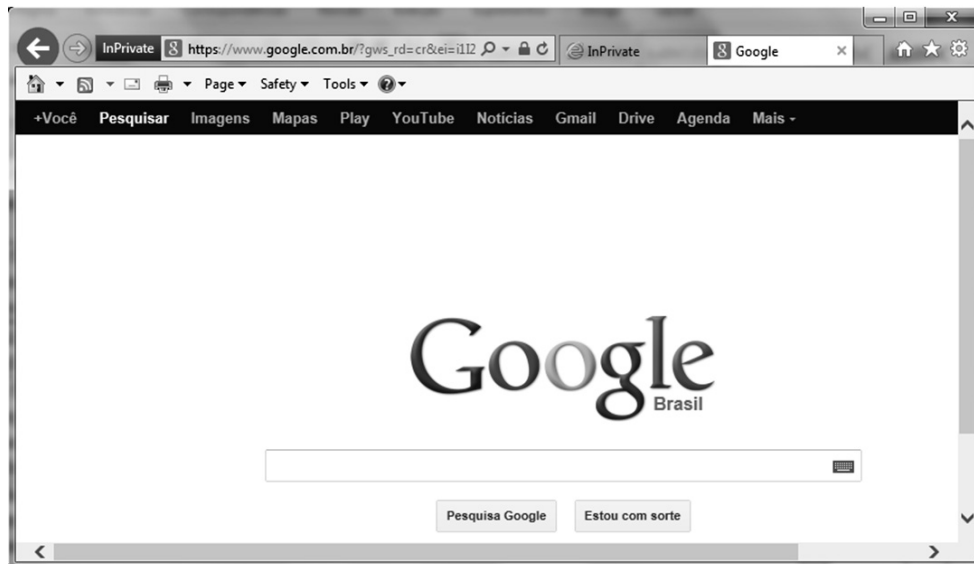 InPrivate https://www.google.com.br/?gws_rd=cr&ei=i1l2 InPrivate Google
Page Safety Tools
+Você Pesquisar Imagens Mapas Play YouTube Notícias Gmail Drive Agenda Mais
Google
Brasil
Pesquisa Google Estou com sorte